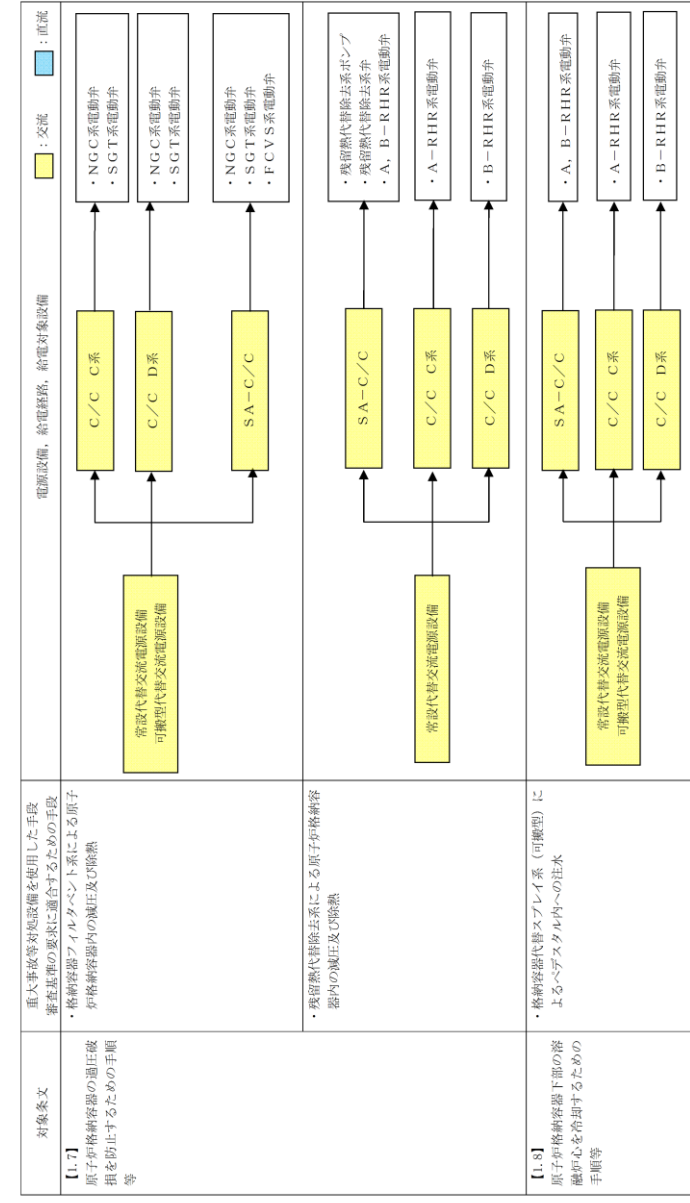 対象条文
重大事故等対処設備を使用した手段
審査基準の要求に適合するための手段
電源設備，給電経路，給電対象設備
：交流
：直流
【1.7】
原子炉格納容器の過圧破
損を防止するための手順
等
・格納容器フィルタベント系による原子
炉格納容器内の減圧及び除熱
常設代替交流電源設備
可搬型代替交流電源設備
Ｃ／Ｃ　Ｃ系
・ＮＧＣ系電動弁
・ＳＧＴ系電動弁
Ｃ／Ｃ　Ｄ系
・ＮＧＣ系電動弁
・ＳＧＴ系電動弁
ＳＡ－Ｃ／Ｃ
・ＮＧＣ系電動弁
・ＳＧＴ系電動弁
・ＦＣＶＳ系電動弁
・残留熱代替除去系による原子炉格納容
器内の減圧及び除熱
常設代替交流電源設備
ＳＡ－Ｃ／Ｃ
・残留熱代替除去系ポンプ
・残留熱代替除去系弁
・Ａ，Ｂ－ＲＨＲ系電動弁
Ｃ／Ｃ　Ｃ系
・Ａ－ＲＨＲ系電動弁
Ｃ／Ｃ　Ｄ系
・Ｂ－ＲＨＲ系電動弁
【1.8】
原子炉格納容器下部の溶
融炉心を冷却するための
手順等
・格納容器代替スプレイ系（可搬型）に
よるペデスタル内への注水
常設代替交流電源設備
可搬型代替交流電源設備
ＳＡ－Ｃ／Ｃ
・Ａ，Ｂ－ＲＨＲ系電動弁
Ｃ／Ｃ　Ｃ系
・Ａ－ＲＨＲ系電動弁
Ｃ／Ｃ　Ｄ系
・Ｂ－ＲＨＲ系電動弁